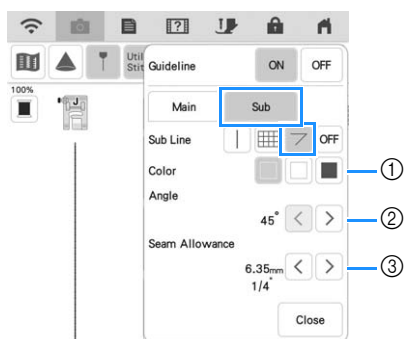 Util
Stit
100%
J
Guideline ON OFF
Main Sub
Sub Line OFF
Color ①
Angle
45° ②
Seam Allowance
6.35mm ③
1/4"
Close